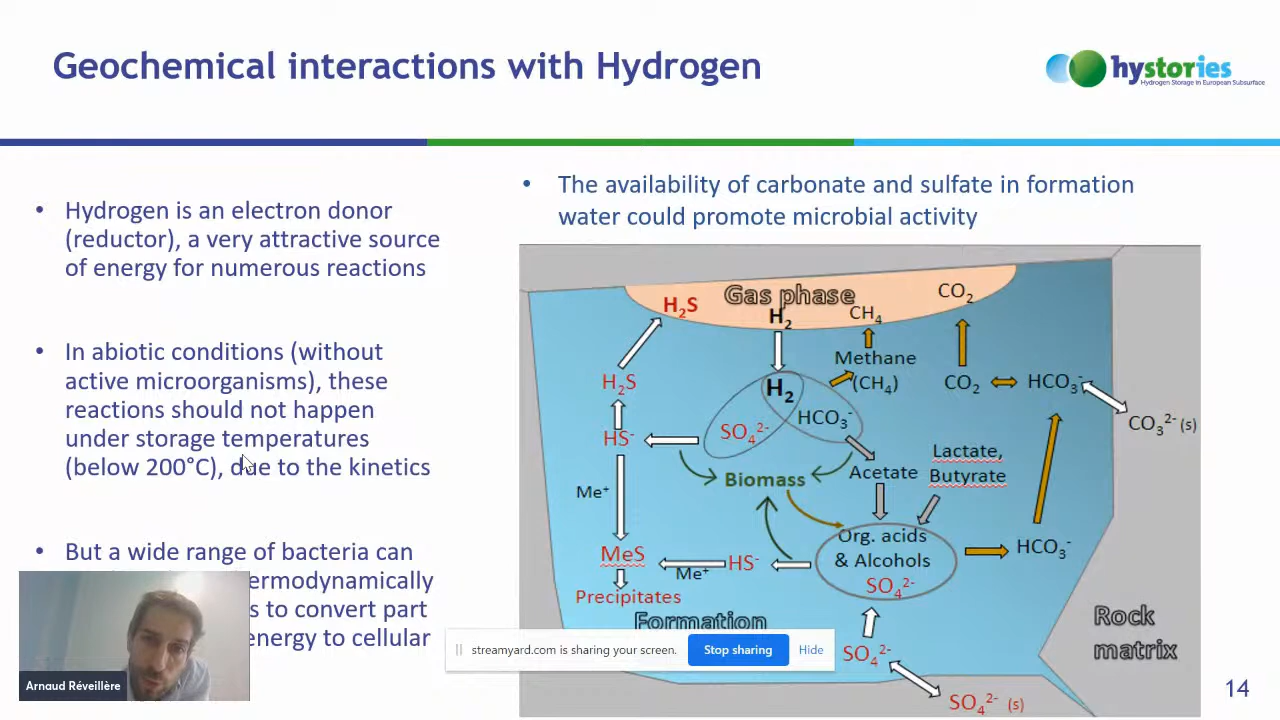 Geochemical interactions with Hydrogen
hystories
Hydrogen Storage in European Subsurface
• Hydrogen is an electron donor
(reductor), a very attractive source
of energy for numerous reactions
• In abiotic conditions (without
active microorganisms), these
reactions should not happen
under storage temperatures
(below 200°C), due to the kinetics
• But a wide range of bacteria can
ermodynamically
s to convert part
energy to cellular
• The availability of carbonate and sulfate in formation
water could promote microbial activity
Gas phase
H₂S
H₂
CH₄
CO₂
Methane
(CH₄)
H₂S
H₂
CO₂
HCO₃⁻
SO₄²⁻
HCO₃⁻
CO₃²⁻ (s)
HS⁻
Biomass
Acetate
Lactate,
Butyrate
Me⁺
Org. acids
& Alcohols
SO₄²⁻
HCO₃⁻
MeS
Me⁺
HS⁻
Precipitates
Formation
Rock
matrix
SO₄²⁻
SO₄²⁻ (s)
streamyard.com is sharing your screen.
Stop sharing
Hide
Arnaud Réveillère
14